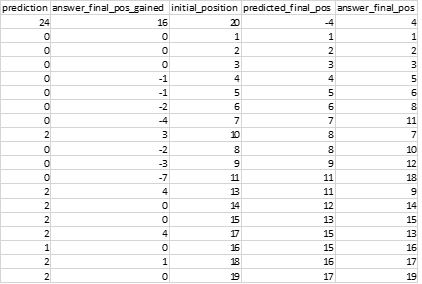 prediction answer_final_pos_gained initial_position predicted_final_pos answer_final_pos
24 16 20 -4 4
0 0 1 1 1
0 0 2 2 2
0 0 3 3 3
0 -1 4 4 5
0 -1 5 5 6
0 -2 6 6 8
0 -4 7 7 11
2 3 10 8 7
0 -2 8 8 10
0 -3 9 9 12
0 -7 11 11 18
2 4 13 11 9
2 0 14 12 14
2 0 15 13 15
2 4 17 15 13
1 0 16 15 16
2 1 18 16 17
2 0 19 17 19